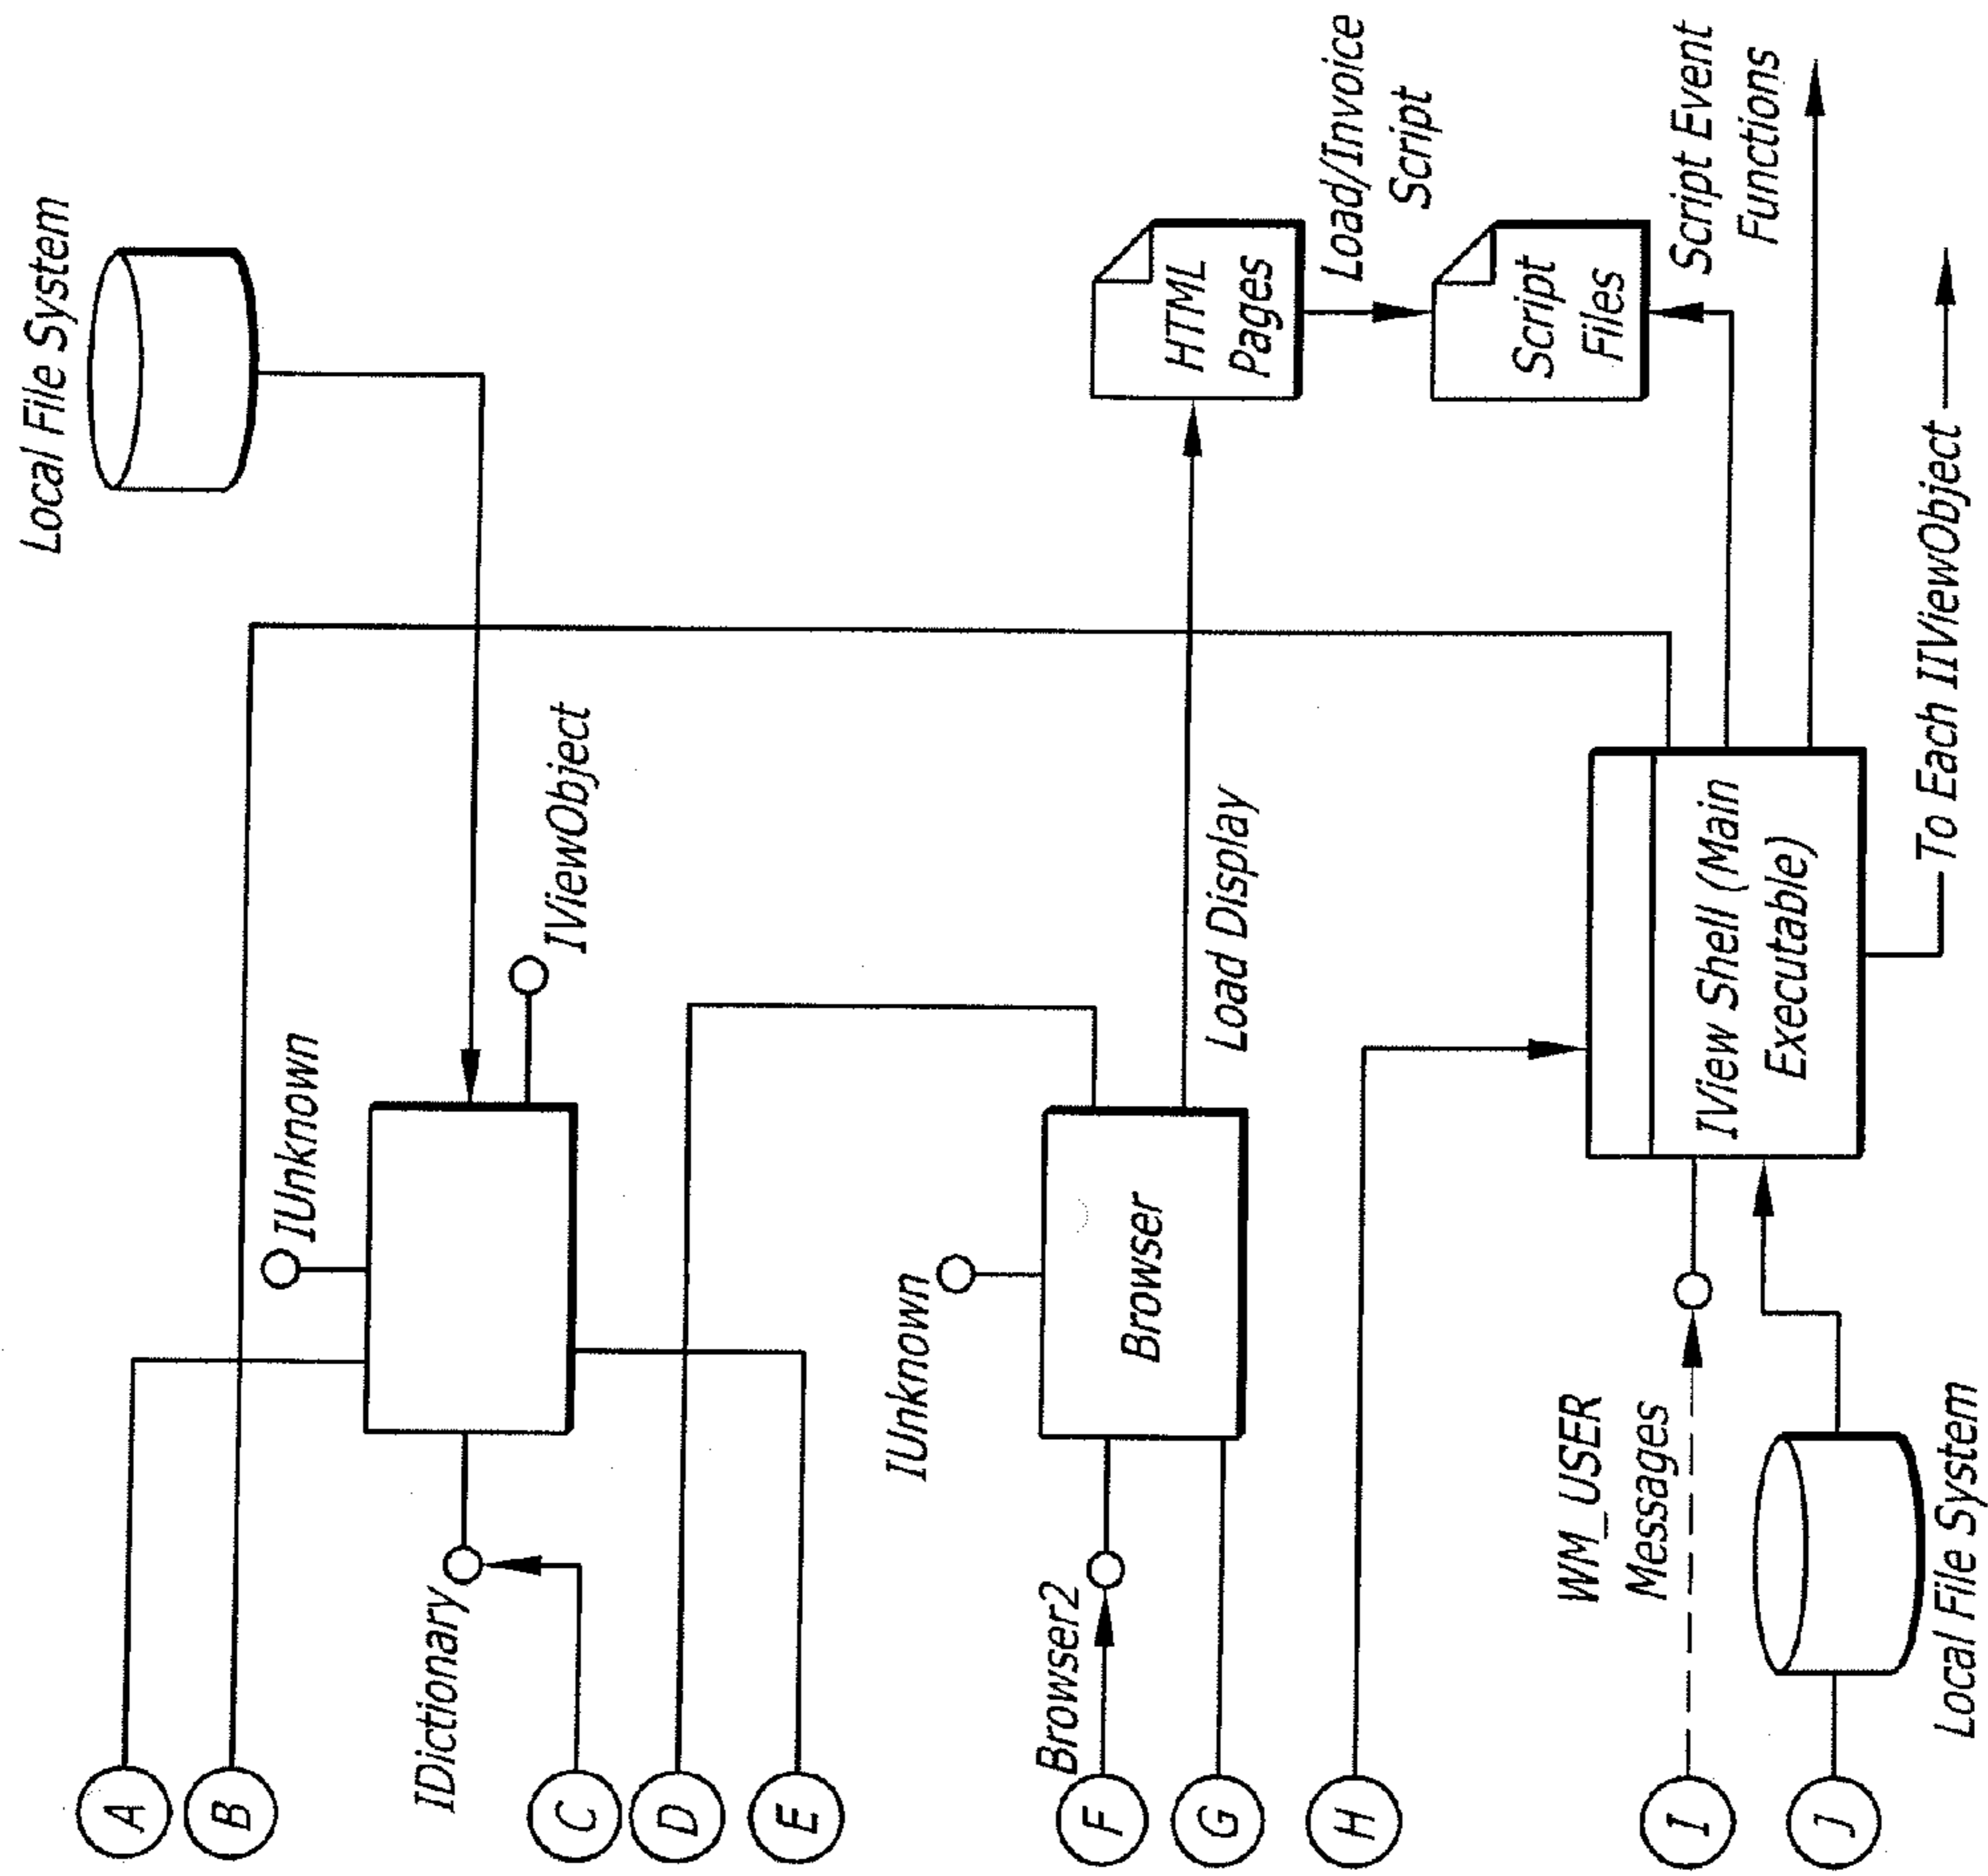 Local File System
A
B
IUnknown
IViewObject
IDictionary
C
D
E
IUnknown
Browser
Browser2
F
G
Load Display
HTML
Pages
Load/Invoice
Script
Script
Files
Script Event
Functions
H
IView Shell (Main
Executable)
WM_USER
Messages
I
J
Local File System
To Each IIViewObject